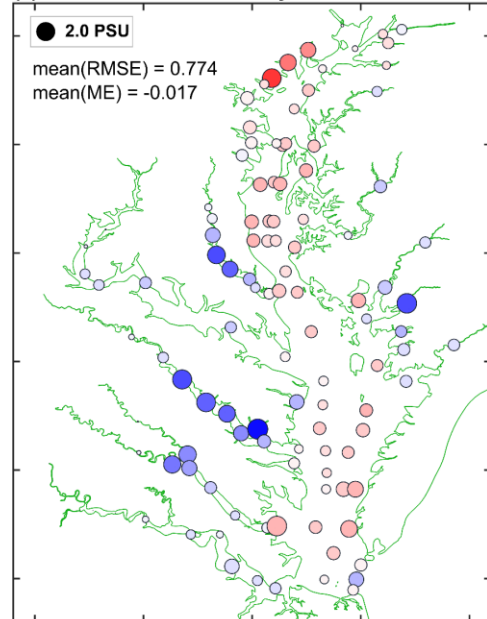 2.0 PSU
mean(RMSE) = 0.774
mean(ME) = -0.017